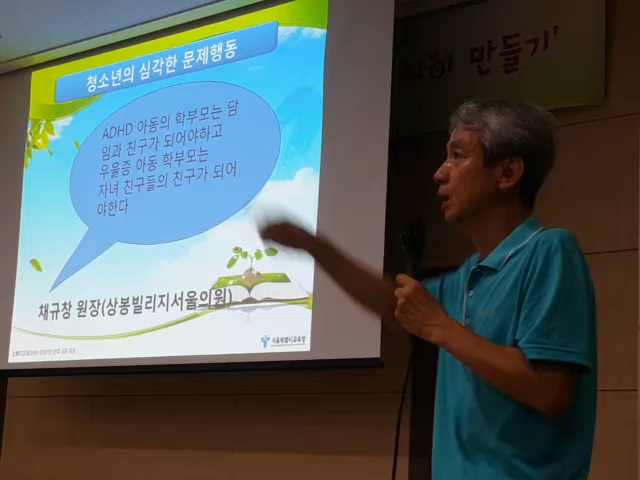 만들기'
청소년의 심각한 문제행동
ADHD 아동의 학부모는 담
임과 친구가 되어야하고
우울증 아동 학부모는
자녀 친구들의 친구가 되어
야한다
채규창 원장(상봉빌리지서울의원)
서울특별시교육청